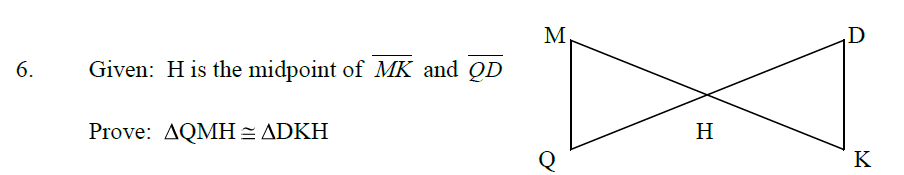 M D
6. Given: H is the midpoint of MK and QD
Prove: ΔQMH ≅ ΔDKH H
Q K